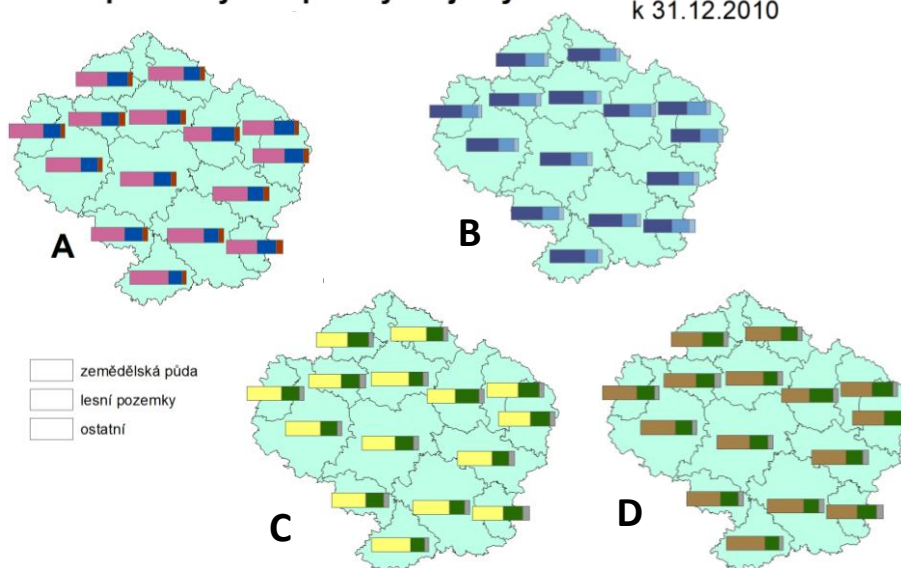 k 31.12.2010
A
B
zemědělská půda
lesní pozemky
ostatní
C
D